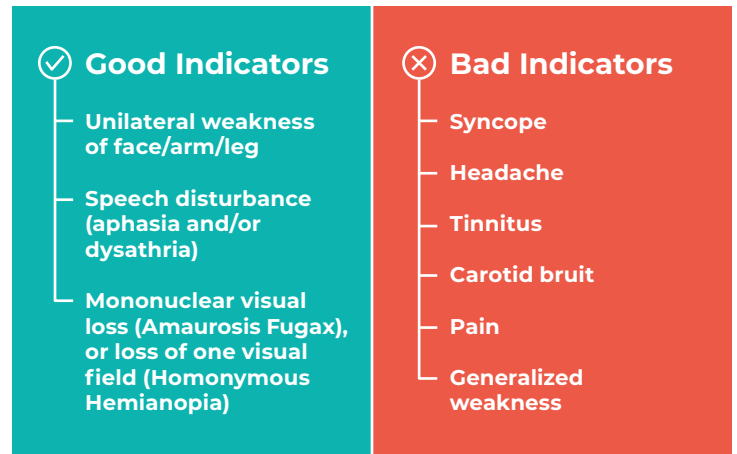 Good Indicators
Unilateral weakness
of face/arm/leg
Speech disturbance
(aphasia and/or
dysathria)
Mononuclear visual
loss (Amaurosis Fugax),
or loss of one visual
field (Homonymous
Hemianopia)
Bad Indicators
Syncope
Headache
Tinnitus
Carotid bruit
Pain
Generalized
weakness